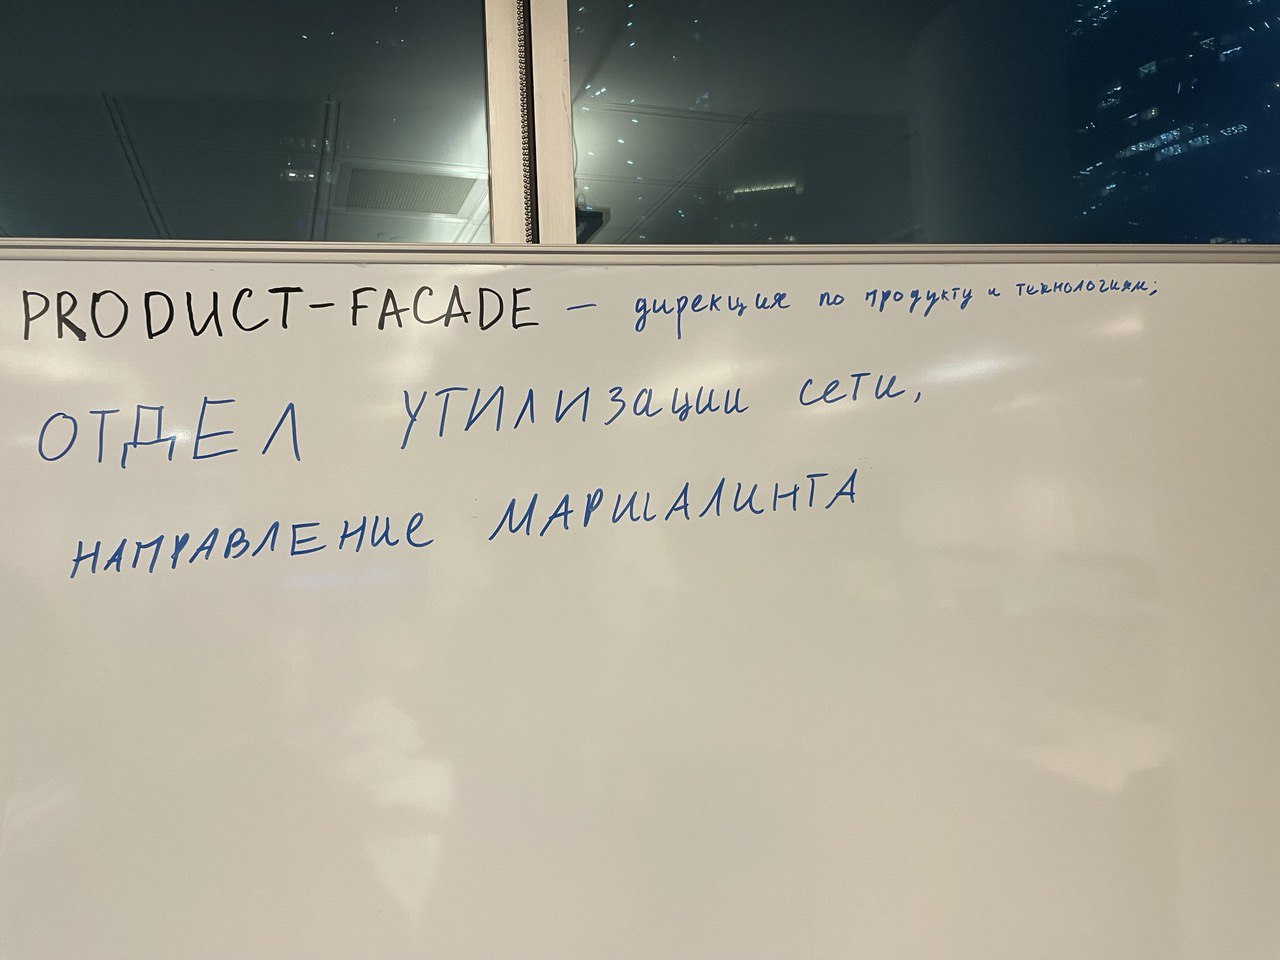 PRODUCT-FACADE — дирекция по продукту и технологиям;
ОТДЕЛ УТИЛИЗации сети,
НАПРАВЛЕНИе МАРШАЛИНГА